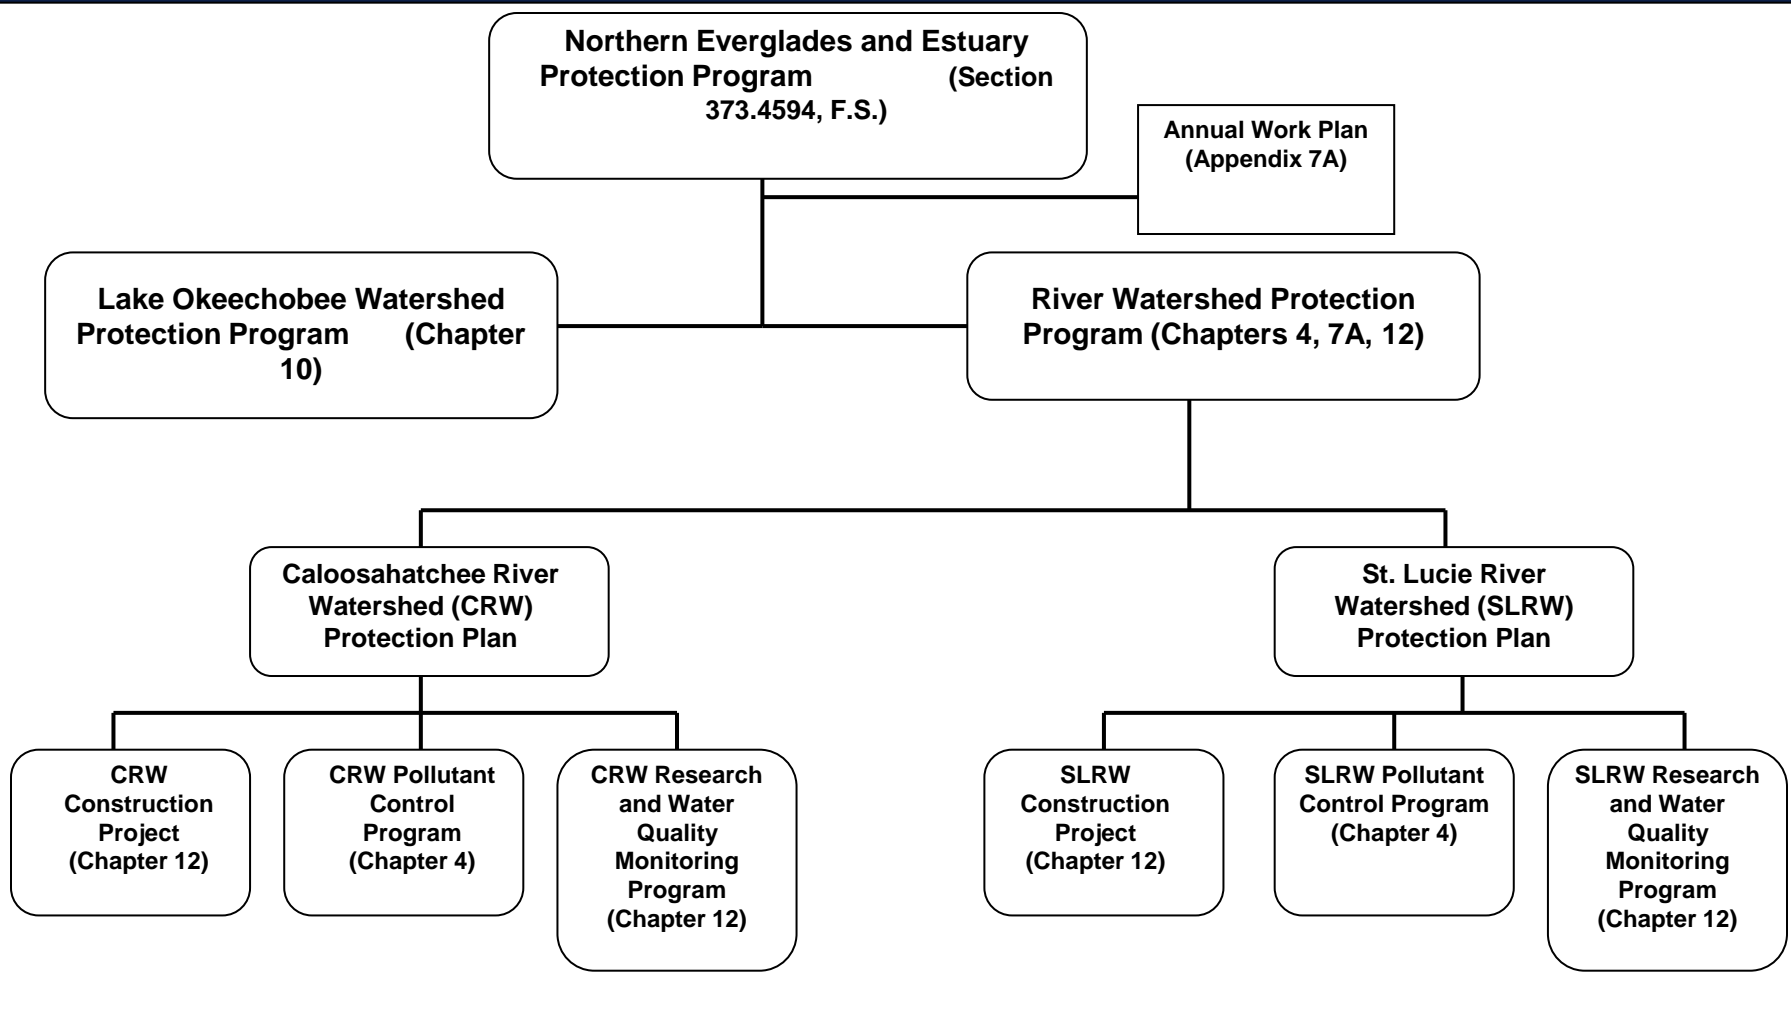 Northern Everglades and Estuary
Protection Program (Section
373.4594, F.S.)
Annual Work Plan
(Appendix 7A)
Lake Okeechobee Watershed
Protection Program (Chapter
10)
River Watershed Protection
Program (Chapters 4, 7A, 12)
Caloosahatchee River
Watershed (CRW)
Protection Plan
St. Lucie River
Watershed (SLRW)
Protection Plan
CRW
Construction
Project
(Chapter 12)
CRW Pollutant
Control
Program
(Chapter 4)
CRW Research
and Water
Quality
Monitoring
Program
(Chapter 12)
SLRW
Construction
Project
(Chapter 12)
SLRW Pollutant
Control Program
(Chapter 4)
SLRW Research
and Water
Quality
Monitoring
Program
(Chapter 12)